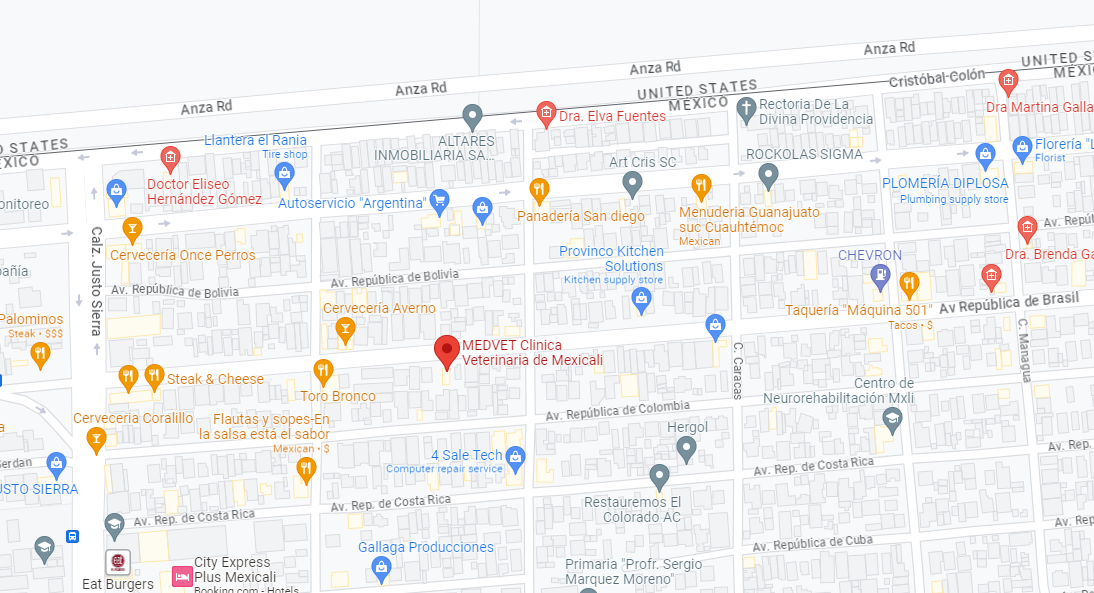 Anza Rd
Anza Rd
Anza Rd
Anza Rd
UNITED STATES
MÉXICO
UNITED S
MÉXI
STATES
ÉXICO
Cristóbal-Colón
Dra. Elva Fuentes
Rectoria De La
Divina Providencia
Dra Martina Galla
Llantera el Rania
Tire shop
ALTARES
INMOBILIARIA SA...
Art Cris SC
ROCKOLAS SIGMA
Florería "L
Florist
Doctor Eliseo
Hernández Gómez
onitoreo
Autoservicio "Argentina"
Panadería San diego
Menuderia Guanajuato
suc Cuauhtémoc
Mexican
PLOMERÍA DIPLOSA
Plumbing supply store
Av. Repúb
Cervecería Once Perros
Calz. Justo Sierra
Provinco Kitchen
Solutions
Kitchen supply store
CHEVRON
Dra. Brenda Ga
pañía
Av. República de Bolivia
Av. República de Bolivia
Cervecería Averno
Taquería "Máquina 501"
Tacos · $
Av República de Brasil
Palominos
Steak · $$$
MEDVET Clinica
Veterinaria de Mexicali
C. Caracas
C. Managua
Steak & Cheese
Toro Bronco
Centro de
Neurorehabilitación Mxli
Cerveceria Coralillo
Flautas y sopes-En
la salsa está el sabor
Mexican · $
Av. República de Colombia
Hergol
a
Gerdan
USTO SIERRA
4 Sale Tech
Computer repair service
Av. Rep. de Costa Rica
Av. Rep.
Av. Rep. de Costa Rica
Av. Rep. de Costa Rica
Restauremos El
Colorado AC
Av. Rep
Gallaga Producciones
Av. República de Cuba
City Express
Plus Mexicali
Booking.com - Hotels
Eat Burgers
Primaria "Profr. Sergio
Marquez Moreno"